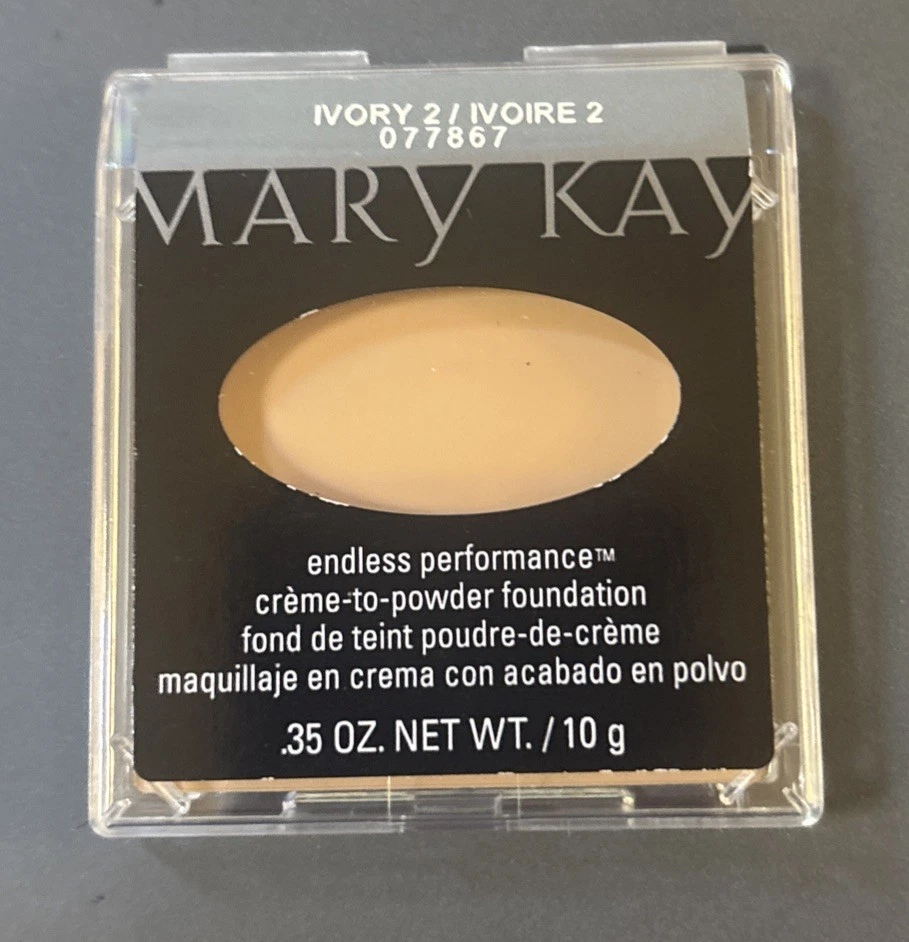 IVORY 2 / IVOIRE 2
077867
MARY KAY
endless performance™
crème-to-powder foundation
fond de teint poudre-de-crème
maquillaje en crema con acabado en polvo
.35 OZ. NET WT. / 10 g